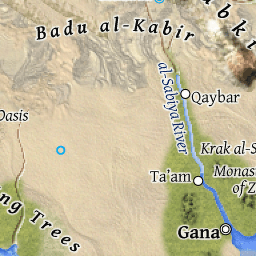 Badu al-Kabir
al-Sabiya River
Qaybar
Oasis
Krak al-S
Monas
of Z
Ta'am
ng Trees
Gana